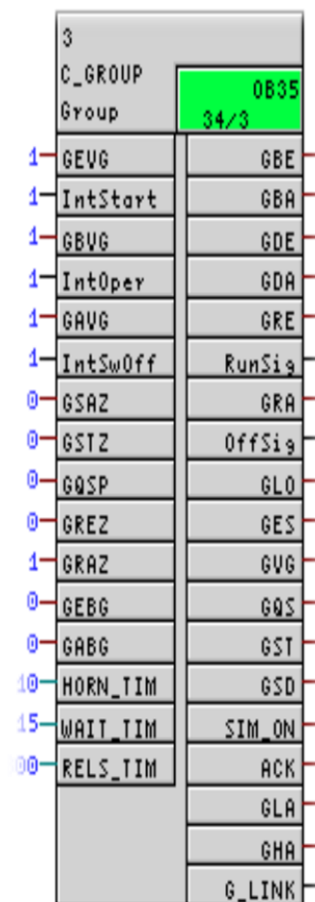 3
C_GROUP
Group
OB35
34/3
1 GEVG GBE
1 IntStart GBA
1 GBVG GDE
1 IntOper GDA
1 GAVG GRE
1 IntSwOff RunSig
0 GSAZ GRA
0 GSTZ OffSig
0 GQSP GLO
0 GREZ GES
1 GRAZ GVG
0 GEBG GQS
0 GABG GST
10 HORN_TIM GSD
15 WAIT_TIM SIM_ON
00 RELS_TIM ACK
GLA
GHA
G_LINK